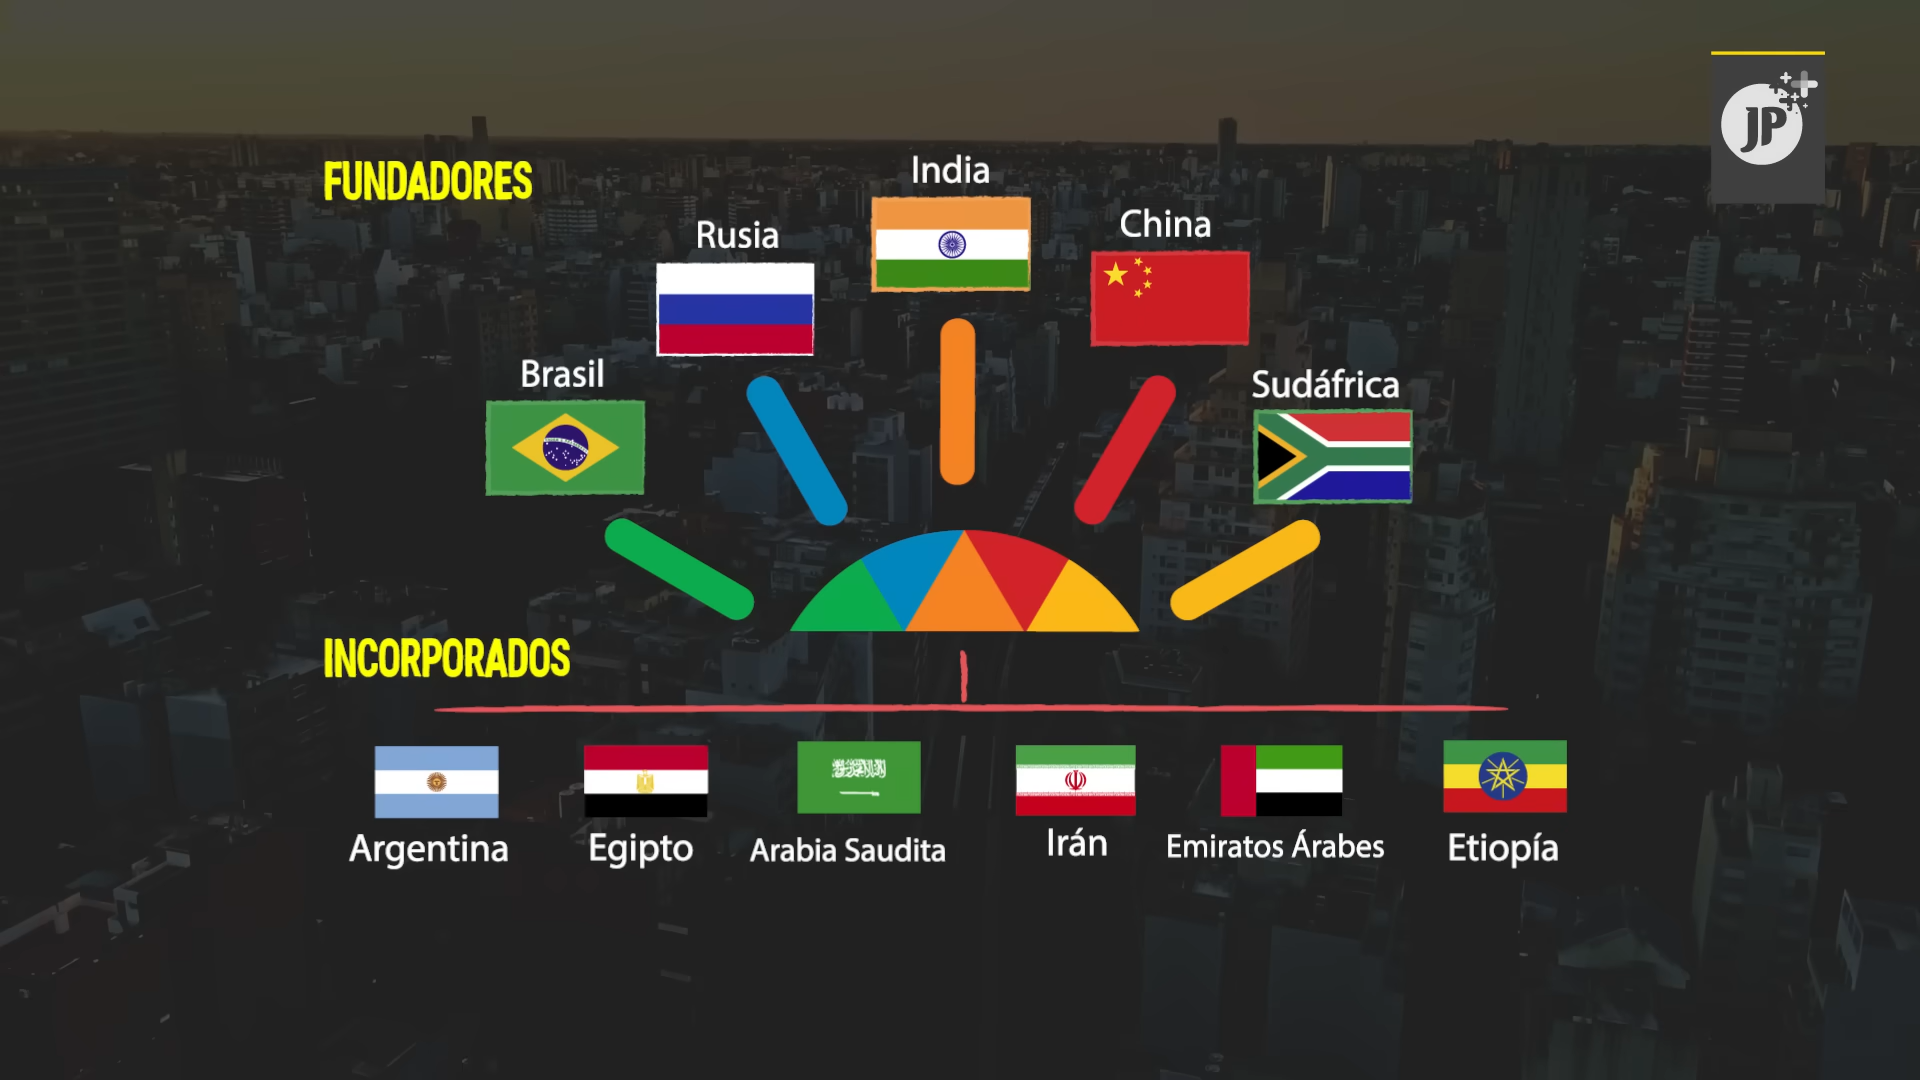 JP
FUNDADORES
India
China
Rusia
Brasil
Sudáfrica
INCORPORADOS
Argentina
Egipto
Arabia Saudita
Irán
Emiratos Árabes
Etiopía